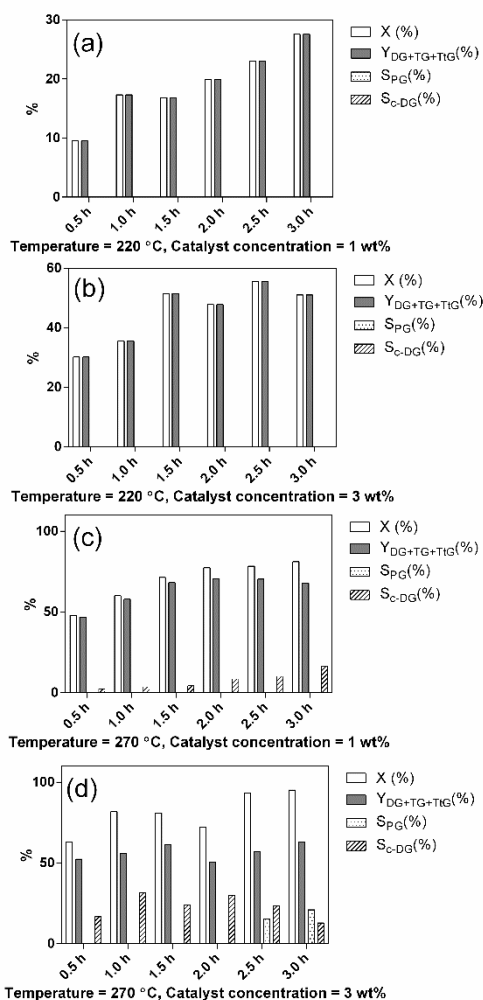 (a)
30
20
10
0
%
0.5 h
1.0 h
1.5 h
2.0 h
2.5 h
3.0 h
X (%)
Y_DG+TG+TtG(%)
S_PG(%)
S_c-DG(%)
Temperature = 220 °C, Catalyst concentration = 1 wt%
(b)
60
40
20
0
%
0.5 h
1.0 h
1.5 h
2.0 h
2.5 h
3.0 h
X (%)
Y_DG+TG+TtG(%)
S_PG(%)
S_c-DG(%)
Temperature = 220 °C, Catalyst concentration = 3 wt%
(c)
100
50
0
%
0.5 h
1.0 h
1.5 h
2.0 h
2.5 h
3.0 h
X (%)
Y_DG+TG+TtG(%)
S_PG(%)
S_c-DG(%)
Temperature = 270 °C, Catalyst concentration = 1 wt%
(d)
100
50
0
%
0.5 h
1.0 h
1.5 h
2.0 h
2.5 h
3.0 h
X (%)
Y_DG+TG+TtG(%)
S_PG(%)
S_c-DG(%)
Temperature = 270 °C, Catalyst concentration = 3 wt%